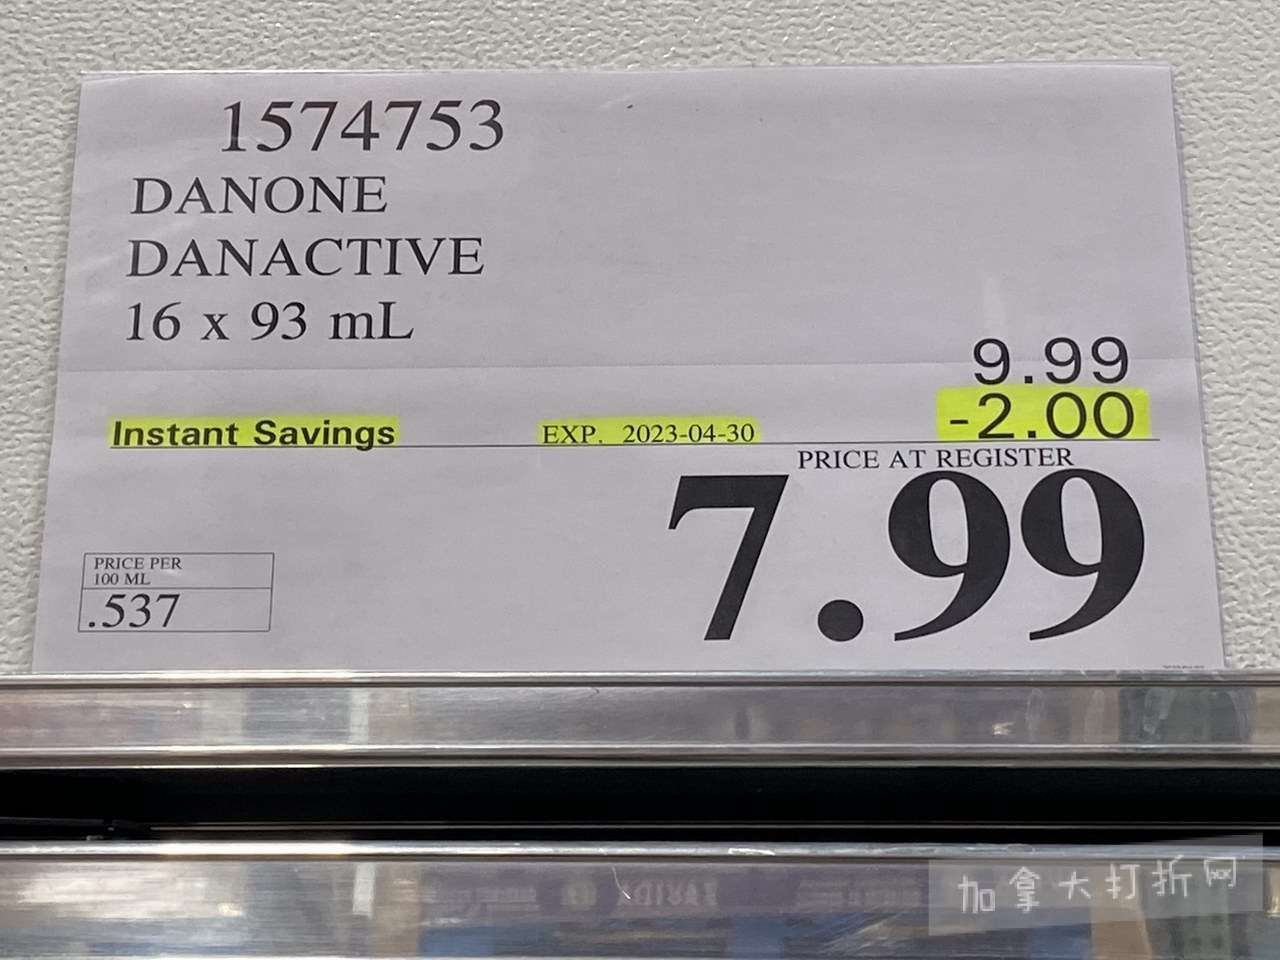 1574753
DANONE
DANACTIVE
16 x 93 mL
9.99
Instant Savings EXP. 2023-04-30 -2.00
PRICE AT REGISTER
7.99
PRICE PER
100 ML
.537
加拿大打折网